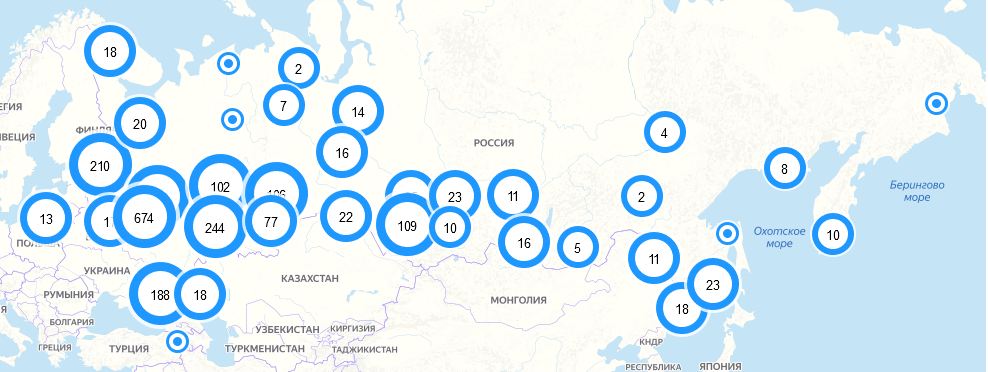 18
2
7
14
20
ФИНЛЯ
ЕГИЯ
ВЕЦИЯ
210
16
РОССИЯ
4
8
102
23
11
2
Берингово
море
13
674
244
77
22
109
10
16
5
11
Охотское
море
10
ПОЛЬ
УКРАИНА
КАЗАХСТАН
МОНГОЛИЯ
188
18
23
18
РУМЫНИЯ
БОЛГАРИЯ
ГРЕЦИЯ
ТУРЦИЯ
УЗБЕКИСТАН
КИРГИЗИЯ
ТУРКМЕНИСТАН
ТАДЖИКИСТАН
КНДР
РЕСПУБЛИКА
ЯПОНИЯ